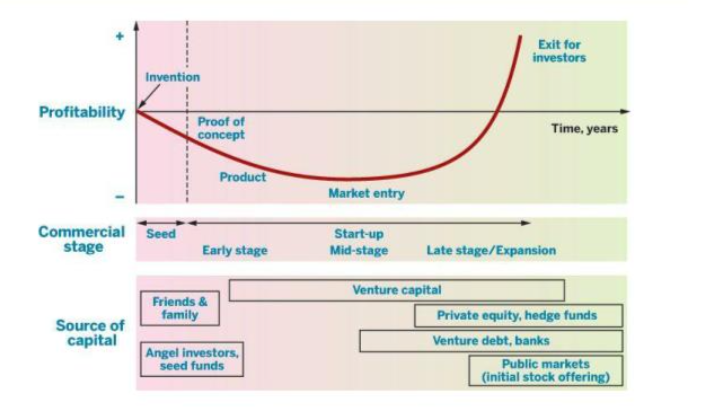 +
Exit for
investors
Invention
Profitability
Proof of
concept
Time, years
Product
–
Market entry
Commercial
stage
Seed
Start-up
Early stage
Mid-stage
Late stage/Expansion
Source of
capital
Venture capital
Friends &
family
Private equity, hedge funds
Venture debt, banks
Angel investors,
seed funds
Public markets
(initial stock offering)